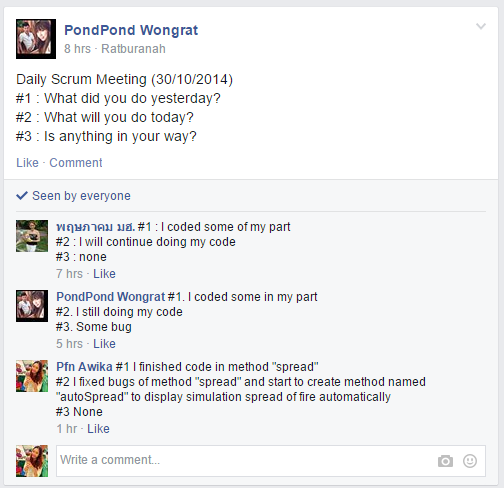 PondPond Wongrat
8 hrs · Ratburanah
Daily Scrum Meeting (30/10/2014)
#1 : What did you do yesterday?
#2 : What will you do today?
#3 : Is anything in your way?
Like · Comment
Seen by everyone
พฤษภาคม มฮ. #1 : I coded some of my part
#2 : I will continue doing my code
#3 : none
7 hrs · Like
PondPond Wongrat #1. I coded some in my part
#2. I still doing my code
#3. Some bug
5 hrs · Like
Pfn Awika #1 I finished code in method "spread"
#2 I fixed bugs of method "spread" and start to create method named
"autoSpread" to display simulation spread of fire automatically
#3 None
1 hr · Like
Write a comment...